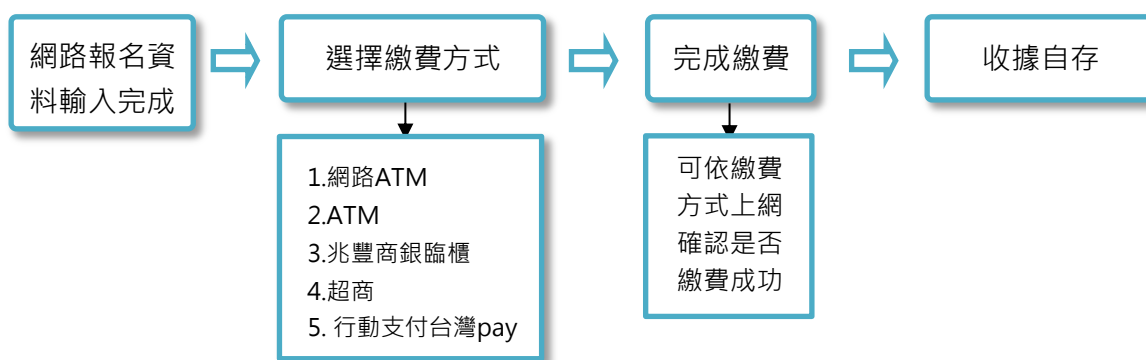 網路報名資
料輸入完成
選擇繳費方式
完成繳費
收據自存
1.網路ATM
2.ATM
3.兆豐商銀臨櫃
4.超商
5. 行動支付台灣pay
可依繳費
方式上網
確認是否
繳費成功